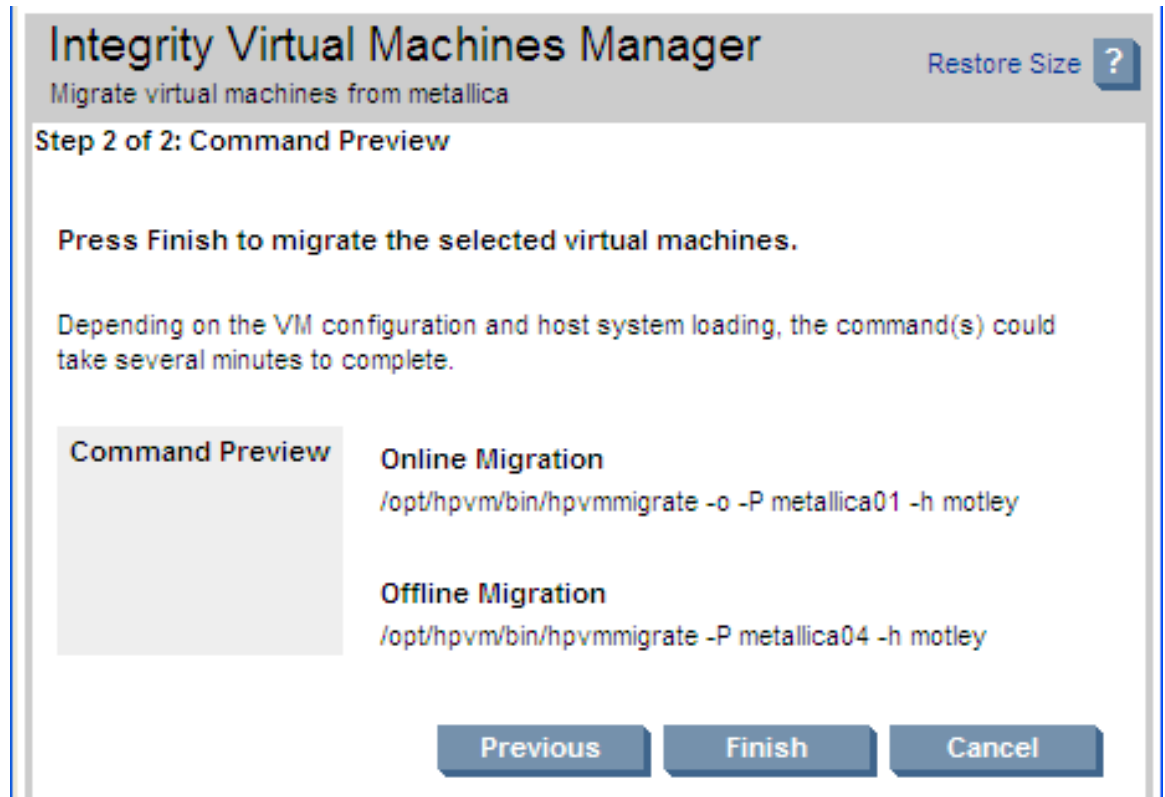 Integrity Virtual Machines Manager
Restore Size ?
Migrate virtual machines from metallica
Step 2 of 2: Command Preview
Press Finish to migrate the selected virtual machines.
Depending on the VM configuration and host system loading, the command(s) could
take several minutes to complete.
Command Preview
Online Migration
/opt/hpvm/bin/hpvmmigrate -o -P metallica01 -h motley
Offline Migration
/opt/hpvm/bin/hpvmmigrate -P metallica04 -h motley
Previous
Finish
Cancel